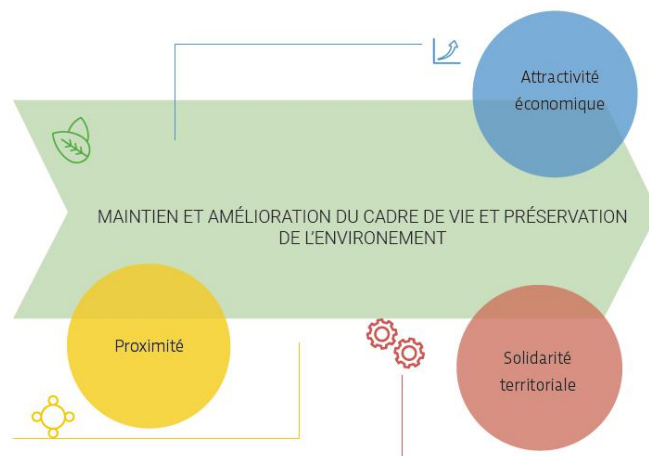 Attractivité
économique
MAINTIEN ET AMÉLIORATION DU CADRE DE VIE ET PRÉSERVATION
DE L'ENVIRONEMENT
Proximité
Solidarité
territoriale